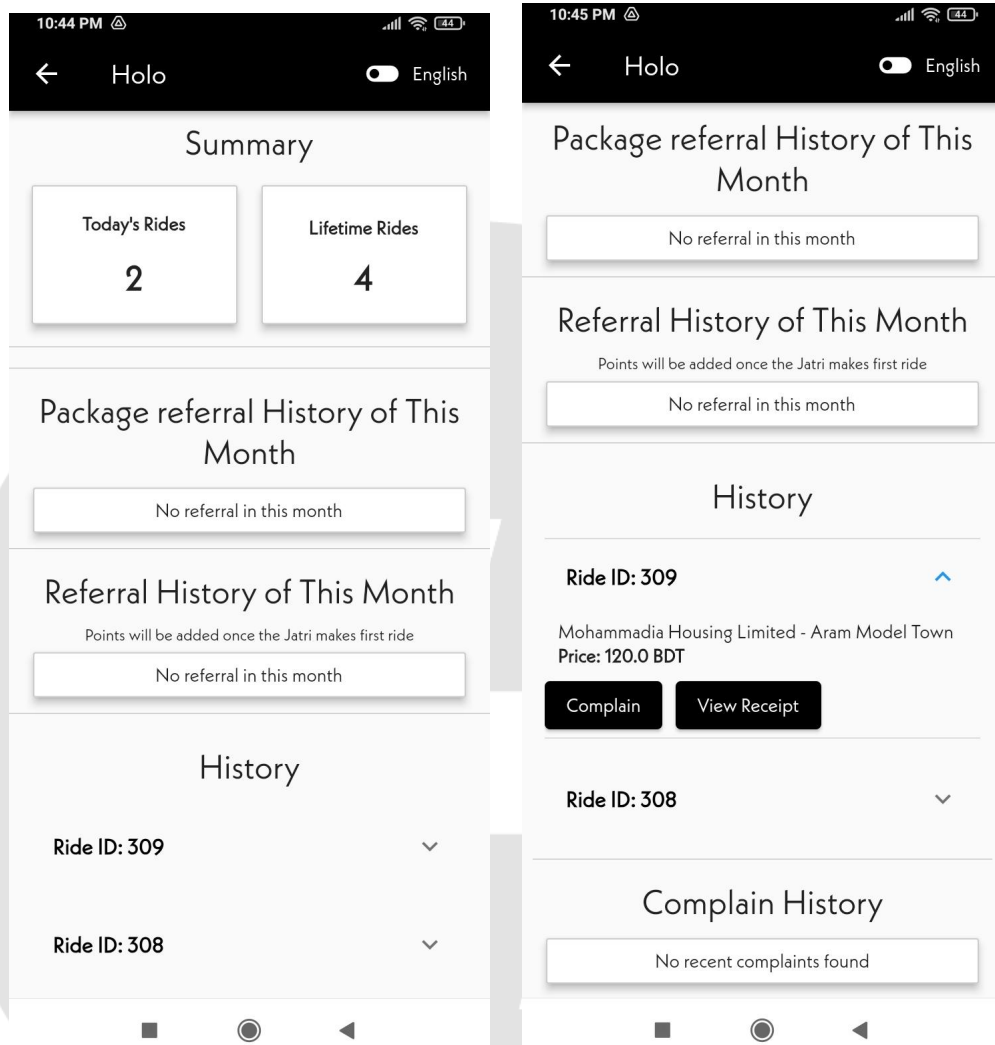 10:44 PM
44
Holo
English
Summary
Today's Rides
Lifetime Rides
2
4
Package referral History of This
Month
No referral in this month
Referral History of This Month
Points will be added once the Jatri makes first ride
No referral in this month
History
Ride ID: 309
Ride ID: 308
10:45 PM
44
Holo
English
Package referral History of This
Month
No referral in this month
Referral History of This Month
Points will be added once the Jatri makes first ride
No referral in this month
History
Ride ID: 309
Mohammadia Housing Limited - Aram Model Town
Price: 120.0 BDT
Complain
View Receipt
Ride ID: 308
Complain History
No recent complaints found